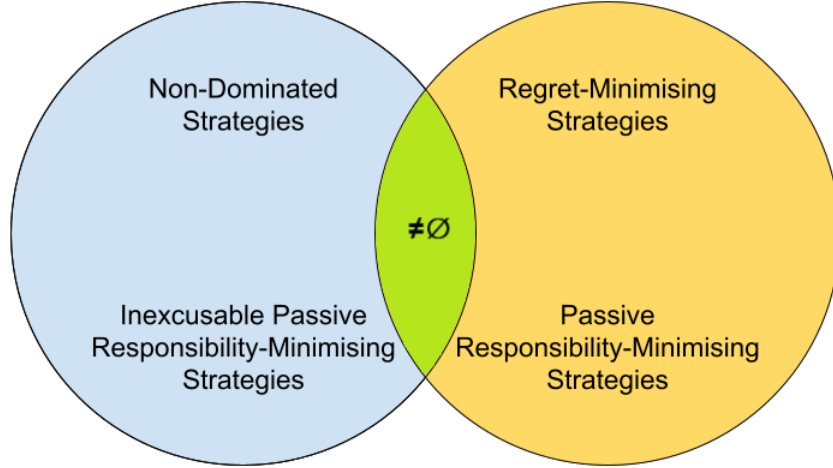 Non-Dominated
Strategies
Regret-Minimising
Strategies
≠∅
Inexcusable Passive
Responsibility-Minimising
Strategies
Passive
Responsibility-Minimising
Strategies